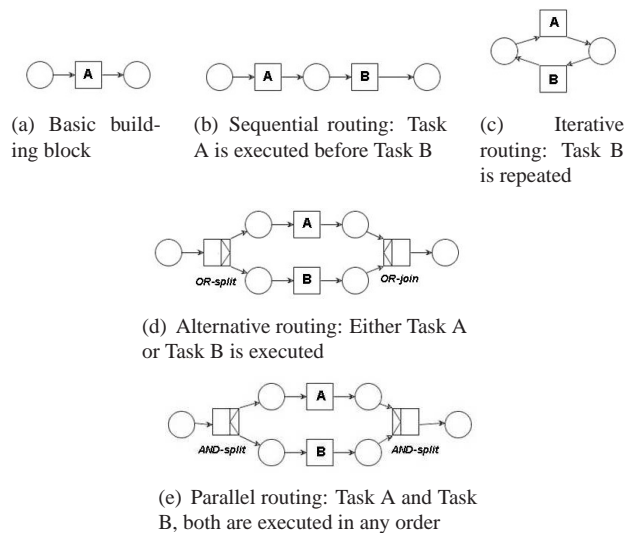 A
A
B
A
B
(a) Basic build-
ing block
(b) Sequential routing: Task
A is executed before Task B
(c) Iterative
routing: Task B
is repeated
A
OR-split
B
OR-join
(d) Alternative routing: Either Task A
or Task B is executed
A
AND-split
B
AND-split
(e) Parallel routing: Task A and Task
B, both are executed in any order